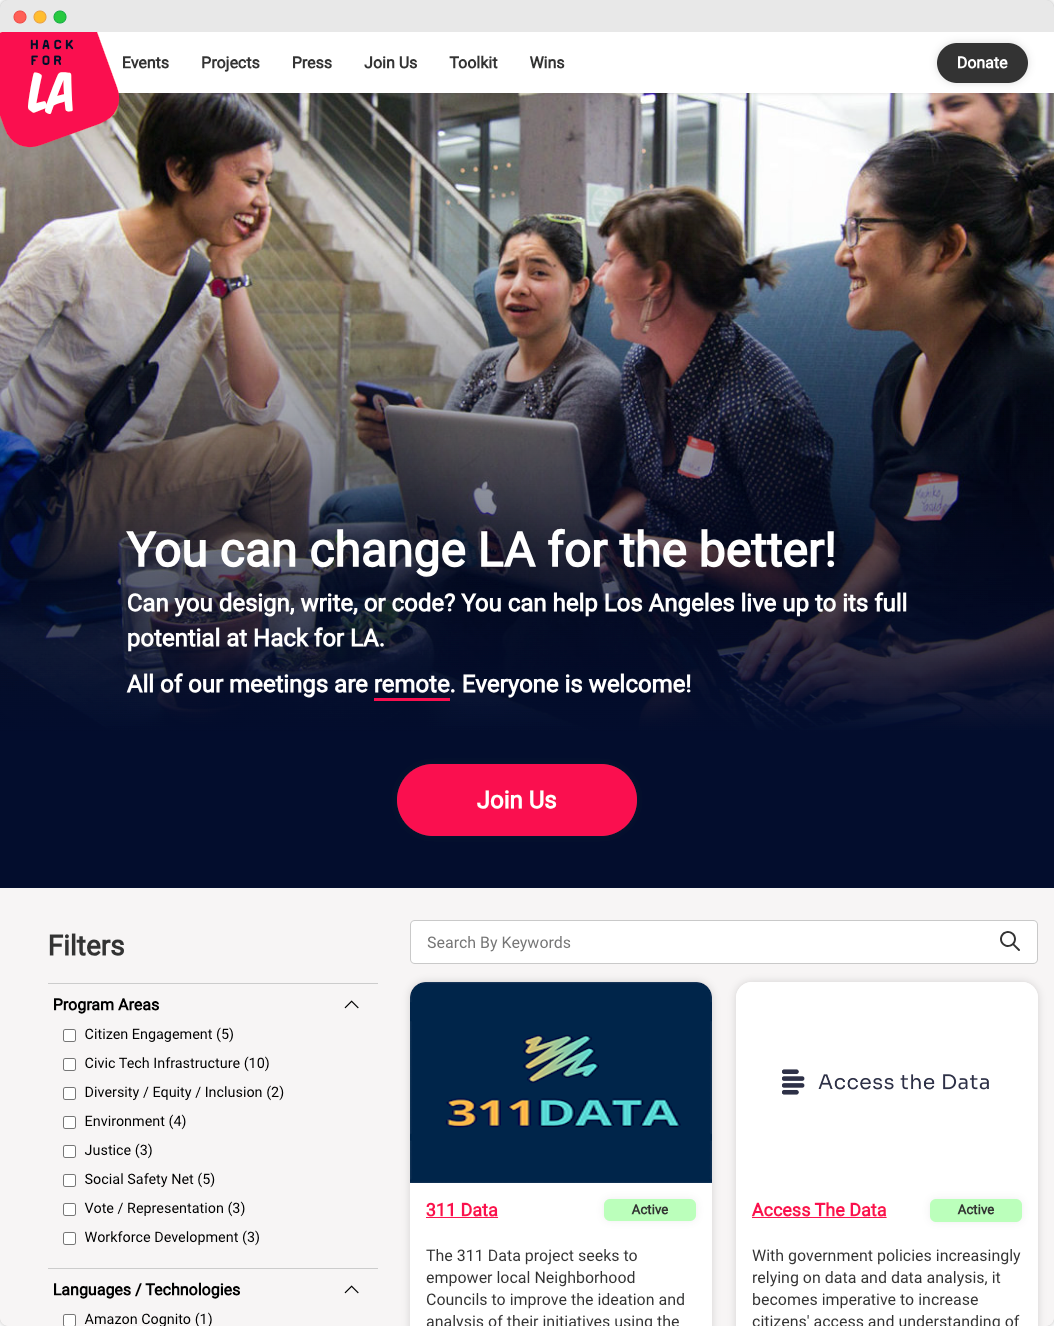 HACK
FOR
LA
Events Projects Press Join Us Toolkit Wins Donate
You can change LA for the better!
Can you design, write, or code? You can help Los Angeles live up to its full
potential at Hack for LA.
All of our meetings are remote. Everyone is welcome!
Join Us
Filters
Program Areas
Citizen Engagement (5)
Civic Tech Infrastructure (10)
Diversity / Equity / Inclusion (2)
Environment (4)
Justice (3)
Social Safety Net (5)
Vote / Representation (3)
Workforce Development (3)
Languages / Technologies
Amazon Cognito (1)
Search By Keywords
311DATA
311 Data Active
The 311 Data project seeks to
empower local Neighborhood
Councils to improve the ideation and
analysis of their initiatives using the
Access the Data
Access The Data Active
With government policies increasingly
relying on data and data analysis, it
becomes imperative to increase
citizens' access and understanding of